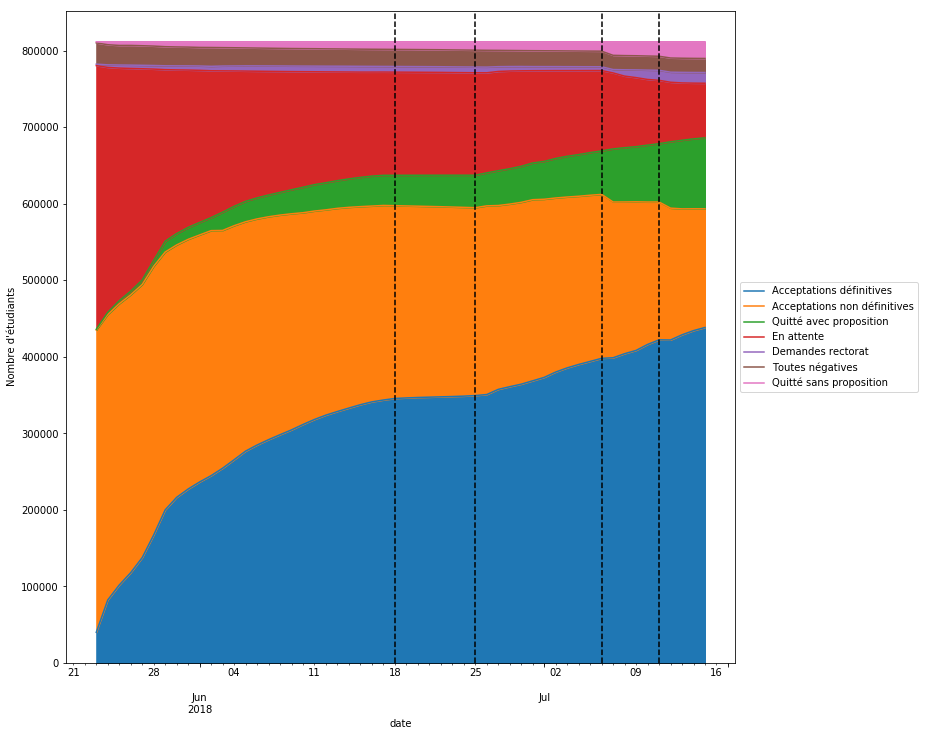 800000
700000
600000
500000
400000
300000
200000
100000
0
Nombre d'étudiants
21 28 04 11 18 25 02 09 16
Jun Jul
2018
date
Acceptations définitives
Acceptations non définitives
Quitté avec proposition
En attente
Demandes rectorat
Toutes négatives
Quitté sans proposition